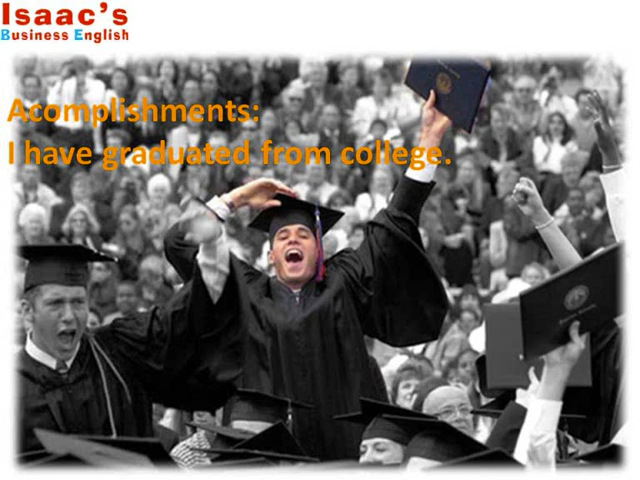 Isaac's
Business English
Acomplishments:
I have graduated from college.